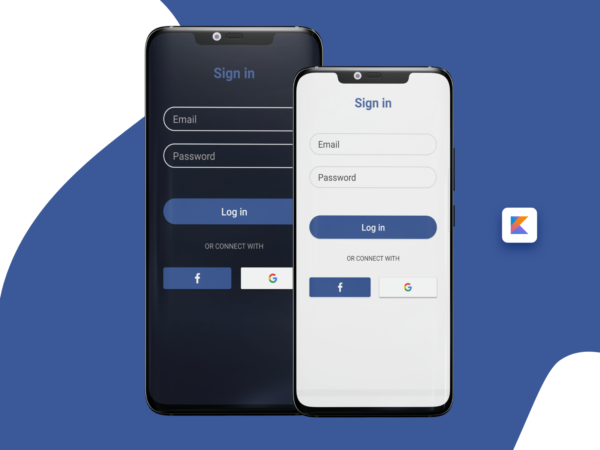 Sign in
Email
Password
Log in
OR CONNECT WITH
f
G
Sign in
Email
Password
Log in
OR CONNECT WITH
f
G